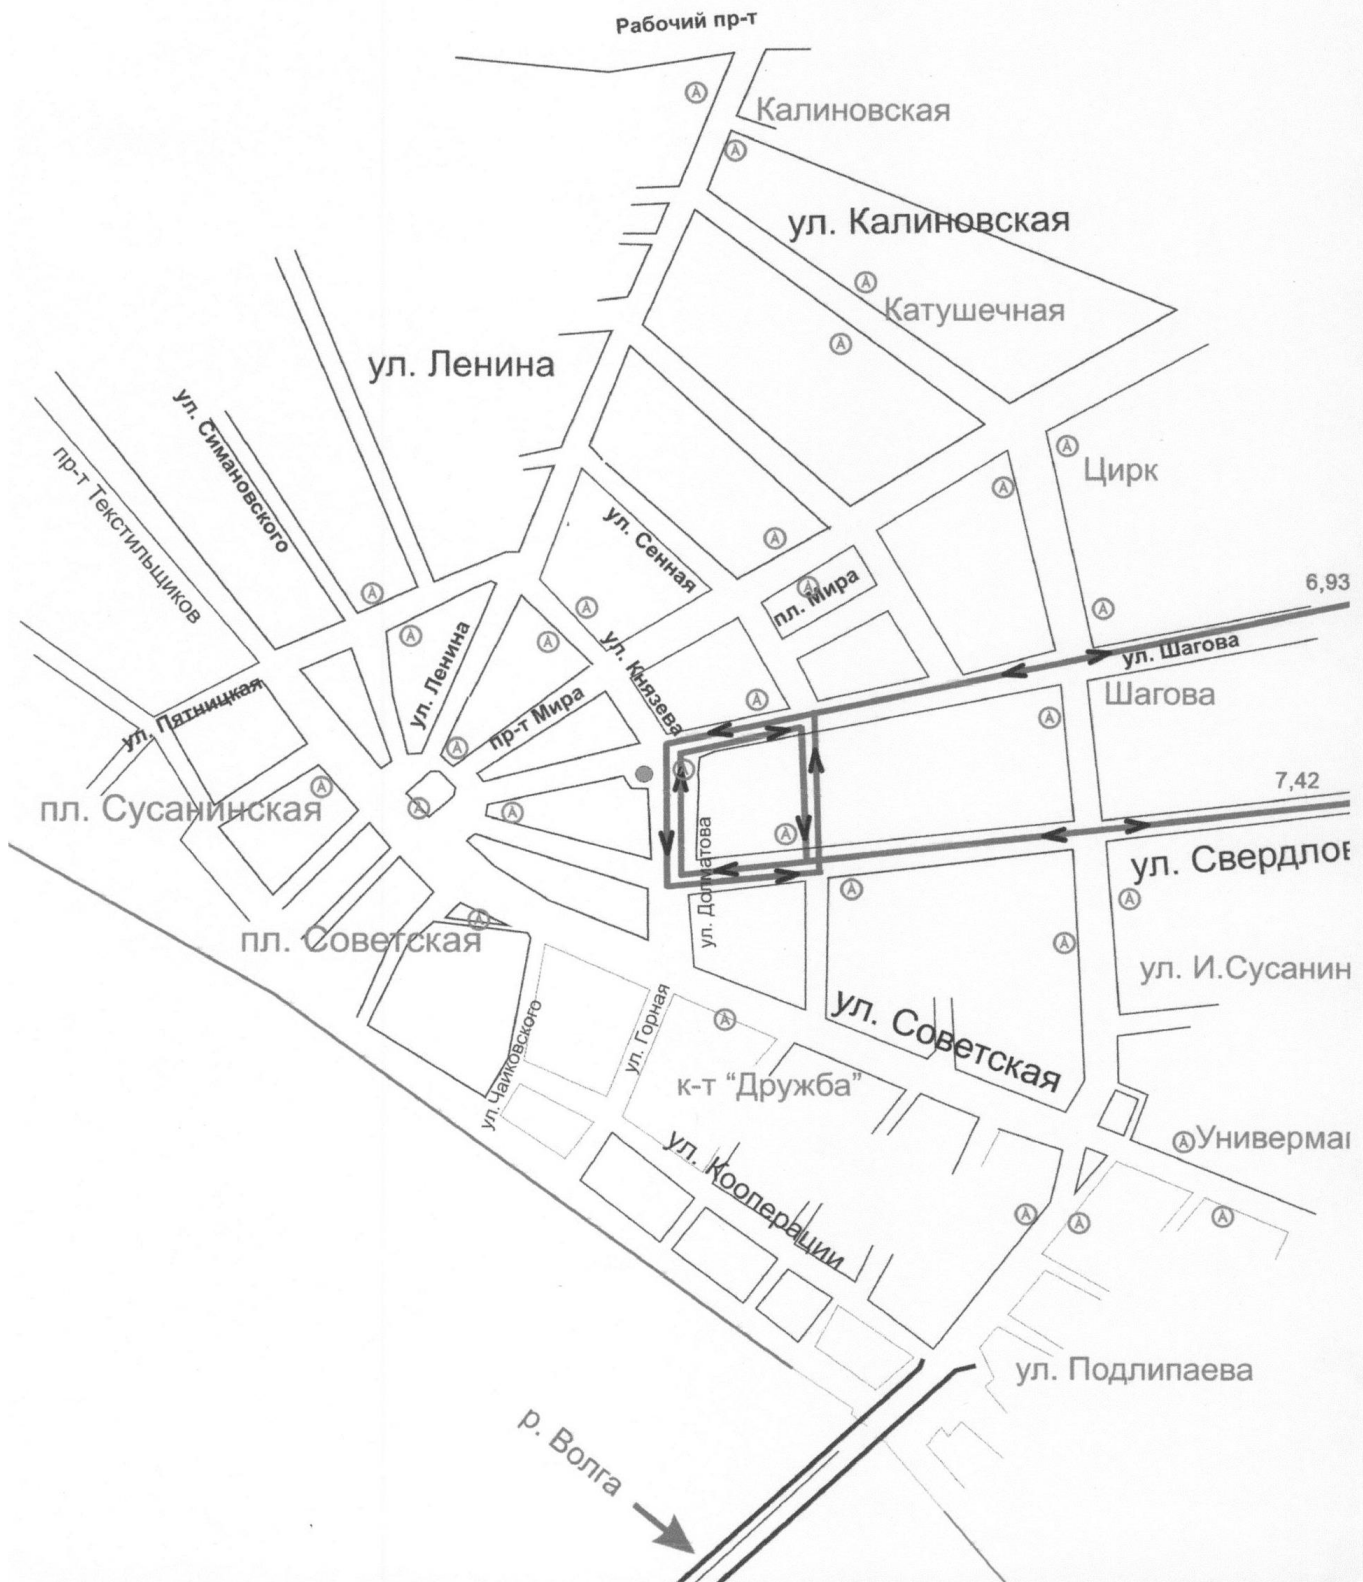 Рабочий пр-т
Калиновская
ул. Калиновская
Катушечная
ул. Ленина
ул. Симановского
пр-т Текстильщиков
Цирк
ул. Сенная
пл. Мира
6,93
ул. Шагова
Шагова
ул. Князева
ул. Ленина
пр-т Мира
ул. Пятницкая
пл. Сусанинская
7,42
ул. Свердлов
ул. Долматова
пл. Советская
ул. И.Сусанин
ул. Советская
ул. Горная
ул. Чайковского
к-т “Дружба”
Универмаг
ул. Кооперации
ул. Подлипаева
р. Волга